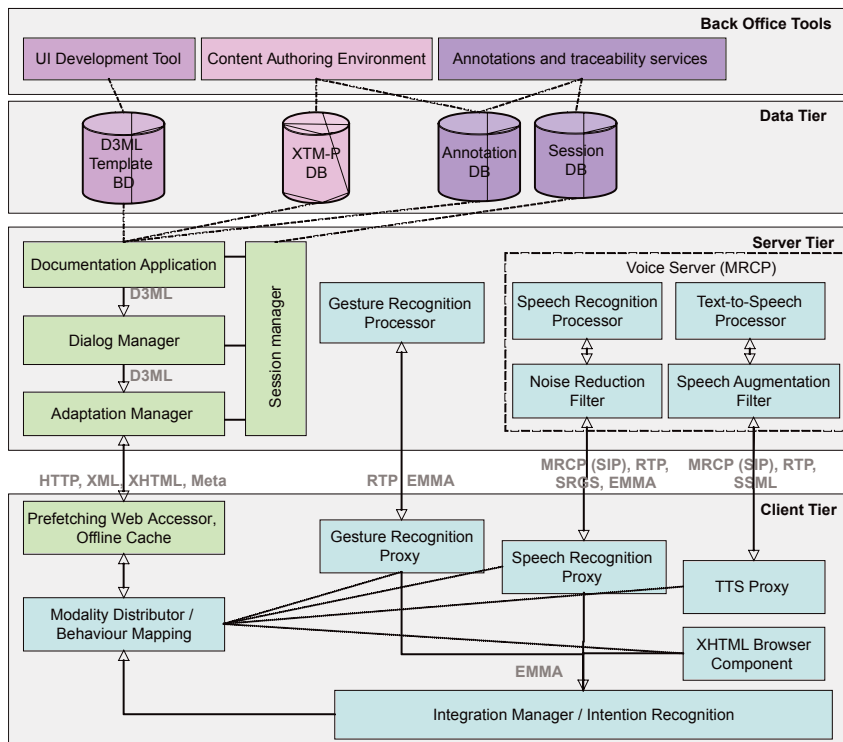 Back Office Tools
UI Development Tool
Content Authoring Environment
Annotations and traceability services
Data Tier
D3ML
Template
BD
XTM-P
DB
Annotation
DB
Session
DB
Server Tier
Documentation Application
D3ML
Dialog Manager
D3ML
Adaptation Manager
Session manager
Gesture Recognition
Processor
Voice Server (MRCP)
Speech Recognition
Processor
Text-to-Speech
Processor
Noise Reduction
Filter
Speech Augmentation
Filter
HTTP, XML, XHTML, Meta
RTP, EMMA
MRCP (SIP), RTP,
SRGS, EMMA
MRCP (SIP), RTP,
SSML
Client Tier
Prefetching Web Accessor,
Offline Cache
Gesture Recognition
Proxy
Speech Recognition
Proxy
TTS Proxy
Modality Distributor /
Behaviour Mapping
XHTML Browser
Component
EMMA
Integration Manager / Intention Recognition